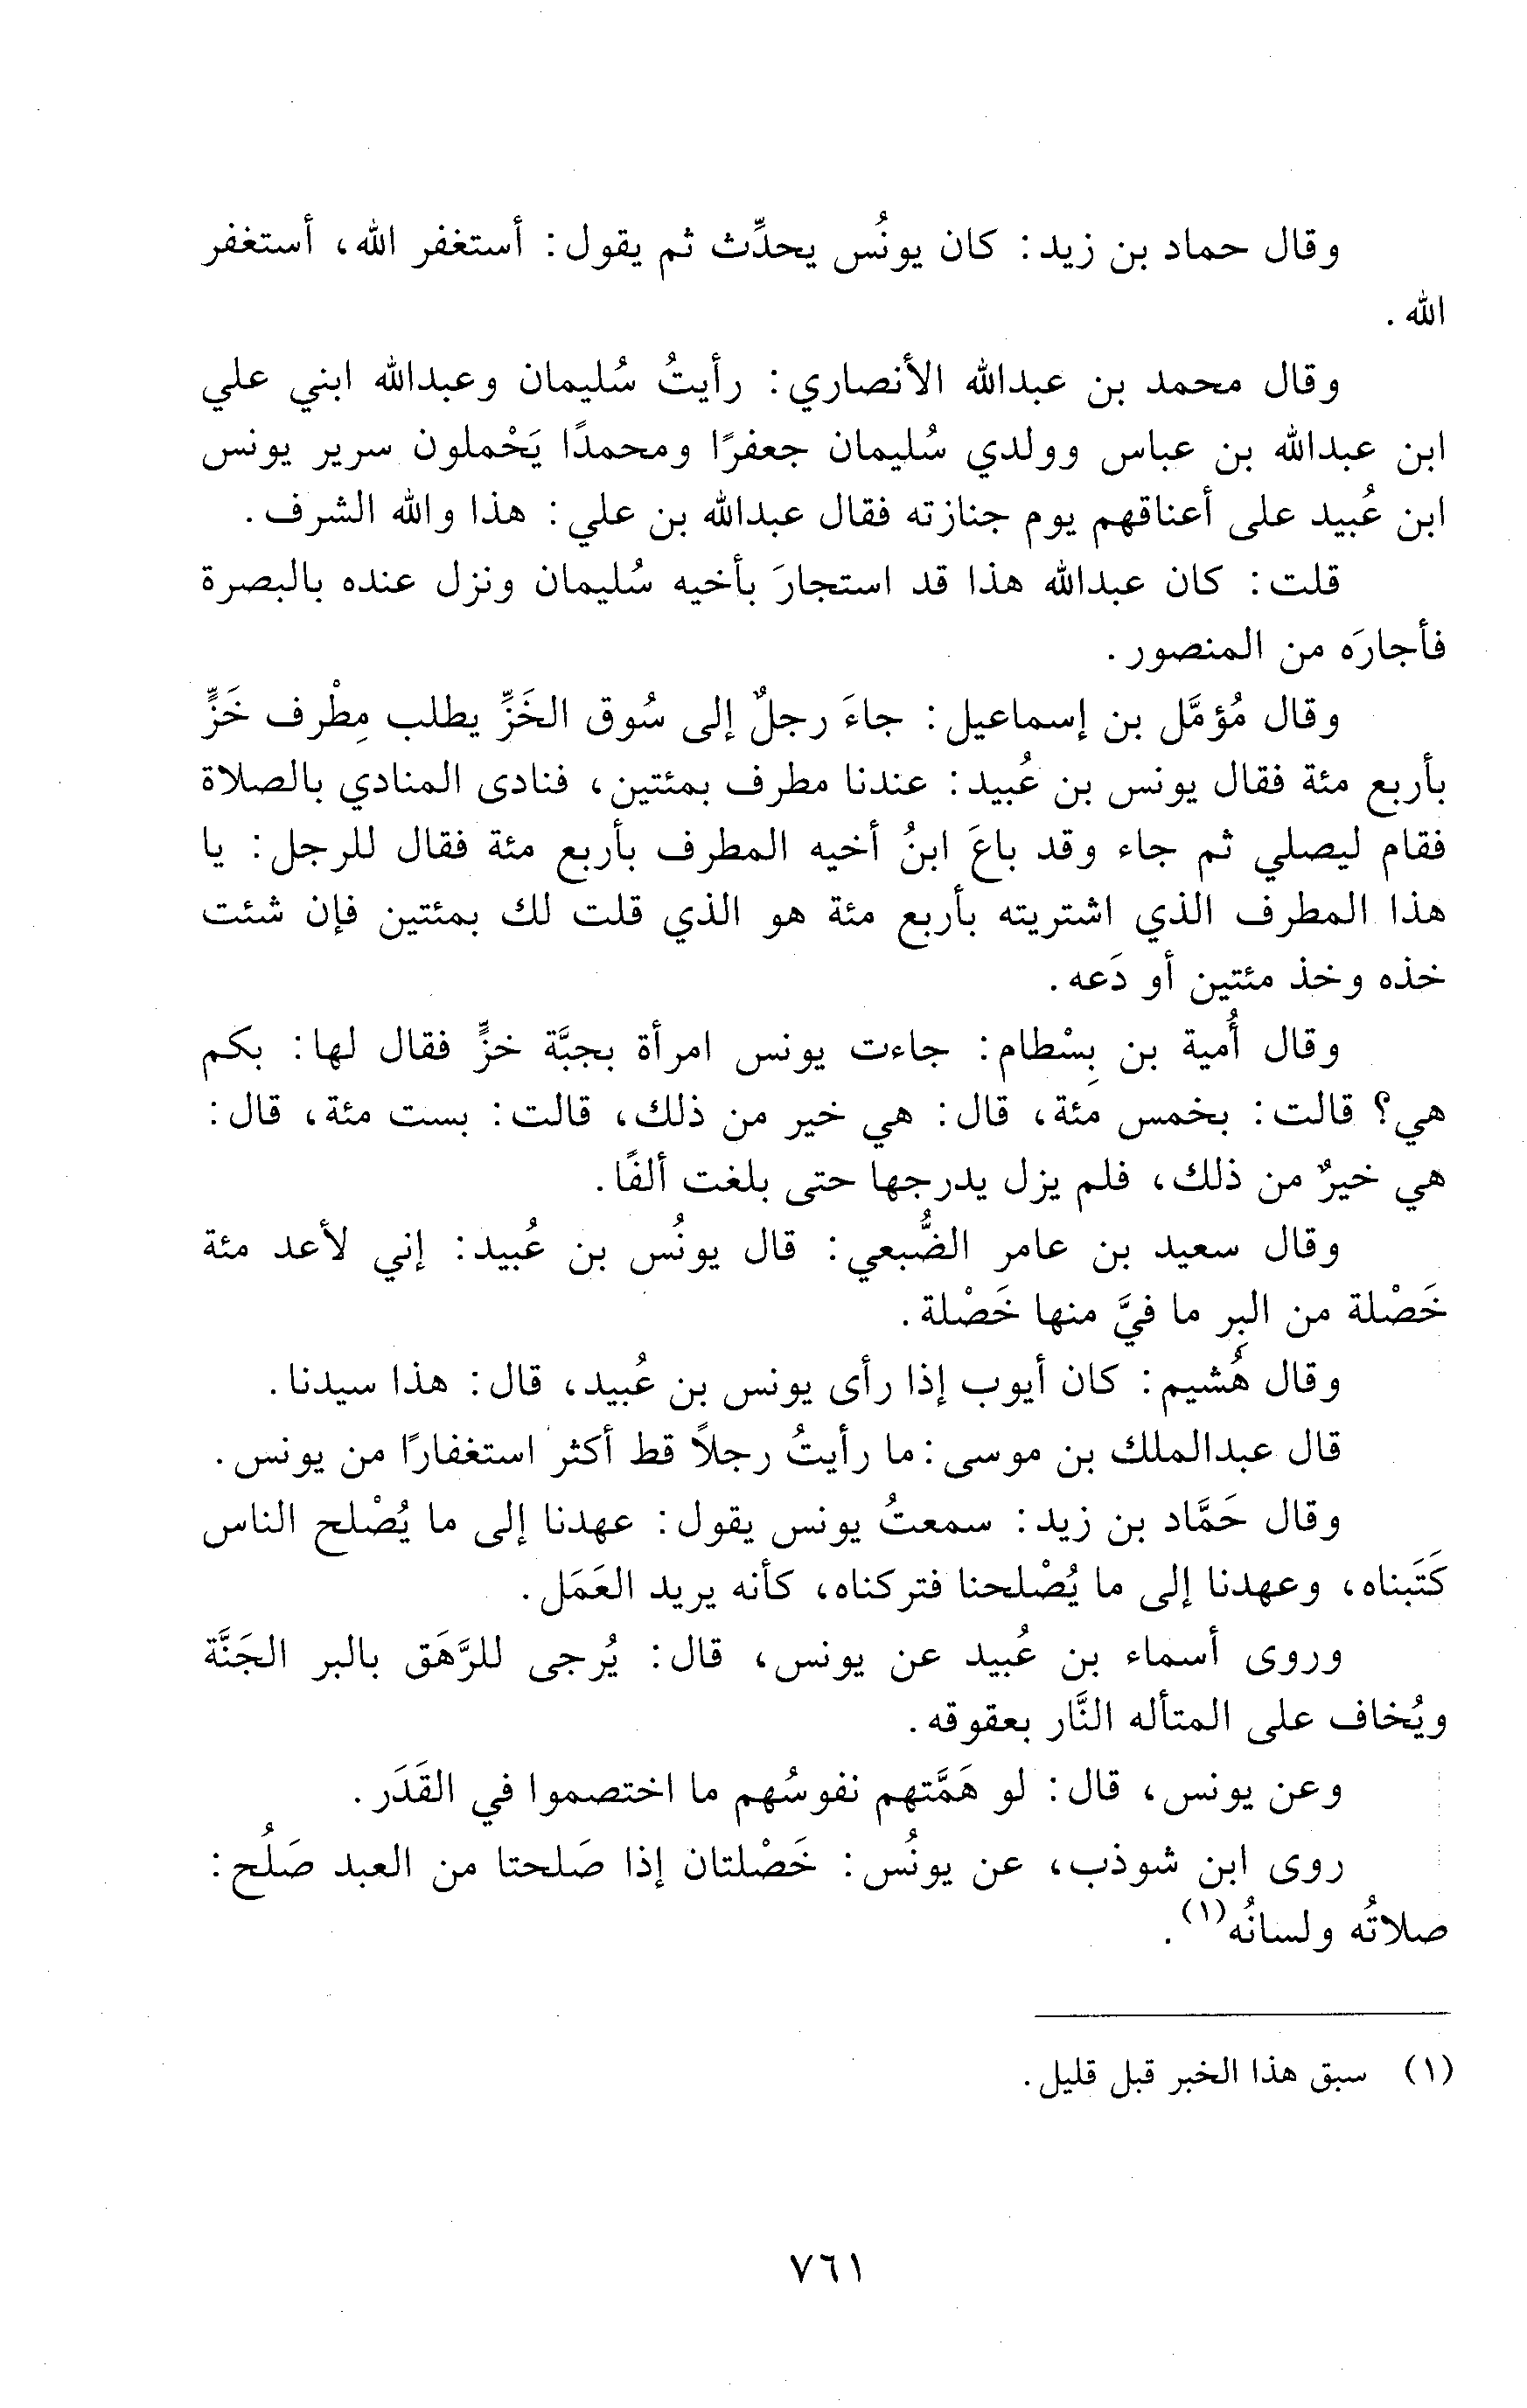 وقال حماد بن زيد: كان يونُس يحدِّث ثم يقول: أستغفر الله، أستغفر
الله.
وقال محمد بن عبدالله الأنصاري: رأيتُ سُليمان وعبدالله ابني علي
ابن عبدالله بن عباس وولدي سُليمان جعفرًا ومحمدًا يَحْملون سرير يونس
ابن عُبيد على أعناقهم يوم جنازته فقال عبدالله بن علي: هذا والله الشرف.
قلت: كان عبدالله هذا قد استجارَ بأخيه سُليمان ونزل عنده بالبصرة
فأجارَه من المنصور.
وقال مُؤمَّل بن إسماعيل: جاءَ رجلٌ إلى سُوق الخَزِّ يطلب مِطْرف خَزٍّ
بأربع مئة فقال يونس بن عُبيد: عندنا مطرف بمئتين، فنادى المنادي بالصلاة
فقام ليصلي ثم جاء وقد باعَ ابنُ أخيه المطرف بأربع مئة فقال للرجل: يا
هذا المطرف الذي اشتريته بأربع مئة هو الذي قلت لك بمئتين فإن شئت
خذه وخذ مئتين أو دَعه.
وقال أُمية بن بِسْطام: جاءت يونس امرأة بجبَّة خزٍّ فقال لها: بكم
هي؟ قالت: بخمس مئة، قال: هي خير من ذلك، قالت: بست مئة، قال:
هي خيرٌ من ذلك، فلم يزل يدرجها حتى بلغت ألفًا.
وقال سعيد بن عامر الضُّبعي: قال يونُس بن عُبيد: إني لأعد مئة
خَصْلة من البِر ما فيَّ منها خَصْلة.
وقال هُشيم: كان أيوب إذا رأى يونس بن عُبيد، قال: هذا سيدنا.
قال عبدالملك بن موسى: ما رأيتُ رجلاً قط أكثر استغفارًا من يونس.
وقال حَمَّاد بن زيد: سمعتُ يونس يقول: عهدنا إلى ما يُصْلح الناس
كَتَبناه، وعهدنا إلى ما يُصْلحنا فتركناه، كأنه يريد العَمَل.
وروى أسماء بن عُبيد عن يونس، قال: يُرجى للرَّهَق بالبر الجَنَّة
ويُخاف على المتأله النَّار بعقوقه.
وعن يونس، قال: لو هَمَّتهم نفوسُهم ما اختصموا في القَدَر.
روى ابن شوذب، عن يونُس: خَصْلتان إذا صَلحتا من العبد صَلُح:
صلاتُه ولسانُه(١).
(١) سبق هذا الخبر قبل قليل.
٧٦١